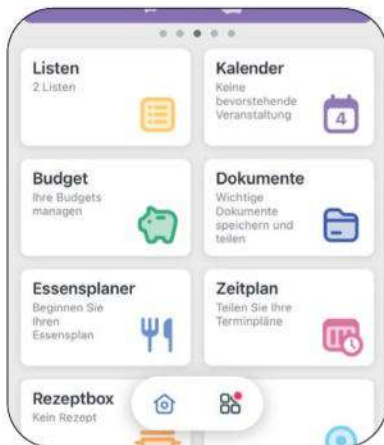 Listen
2 Listen
Kalender
Keine
bevorstehende
Veranstaltung
4
Budget
Ihre Budgets
managen
Dokumente
Wichtige
Dokumente
speichern und
teilen
Essensplaner
Beginnen Sie
Ihren
Essensplan
Zeitplan
Teilen Sie Ihre
Terminpläne
Rezeptbox
Kein Rezept